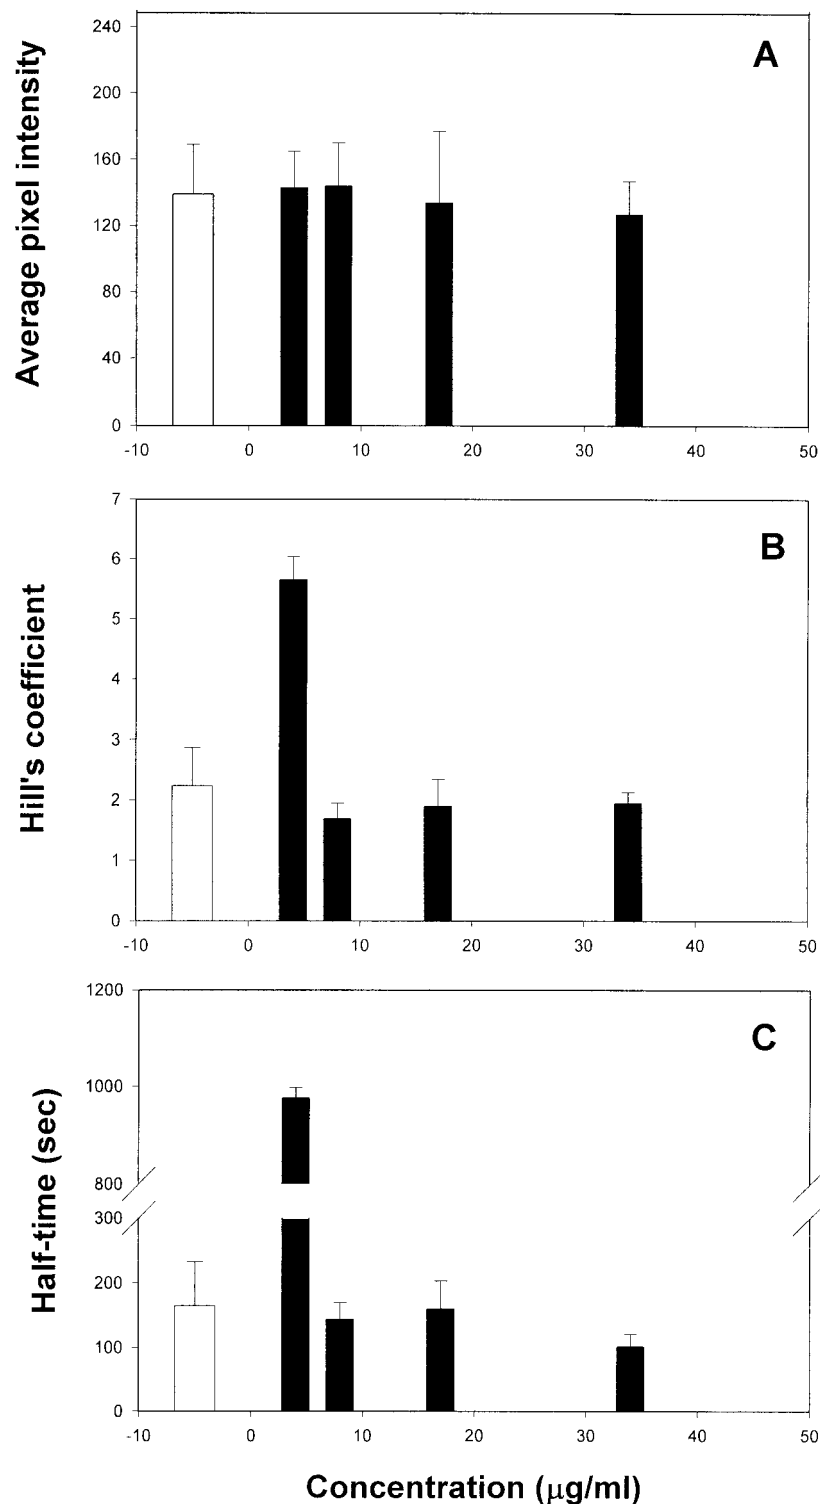 A
Average pixel intensity
240
200
160
120
80
40
0
-10 0 10 20 30 40 50
B
Hill's coefficient
7
6
5
4
3
2
1
0
-10 0 10 20 30 40 50
C
Half-time (sec)
1200
1000
800
300
200
100
0
-10 0 10 20 30 40 50
Concentration (μg/ml)